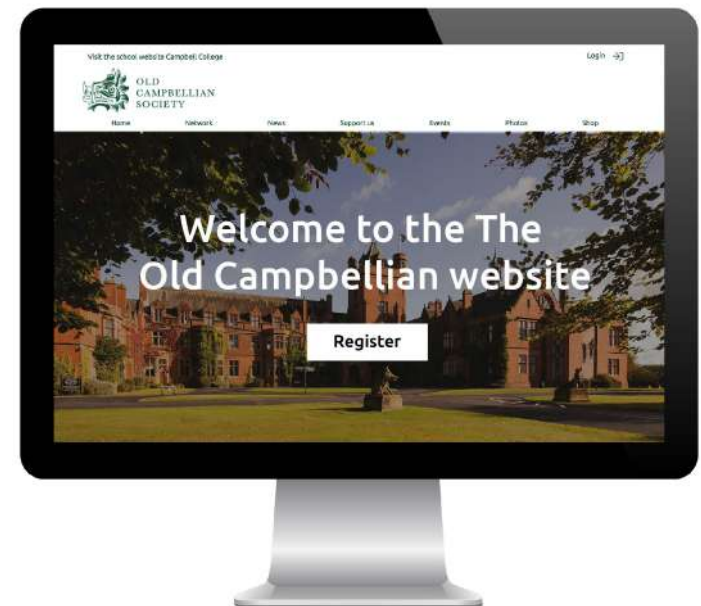 Visit the school website Campbell College
Login
OLD
CAMPBELLIAN
SOCIETY
Home Network News Support us Events Photos Shop
Welcome to the The
Old Campbellian website
Register